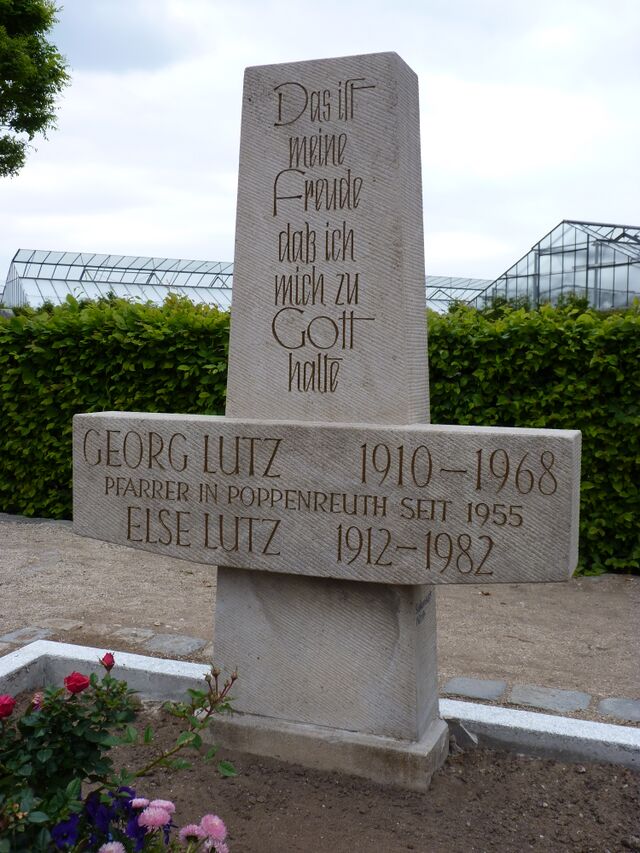 Das ist
meine
Freude
daß ich
mich zu
Gott
halte
GEORG LUTZ 1910–1968
PFARRER IN POPPENREUTH SEIT 1955
ELSE LUTZ 1912–1982